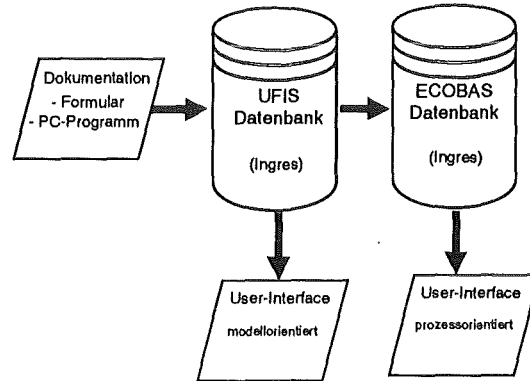 Dokumentation
- Formular
- PC-Programm
UFIS
Datenbank
(Ingres)
ECOBAS
Datenbank
(Ingres)
User-Interface
modellorientiert
User-Interface
prozessorientiert